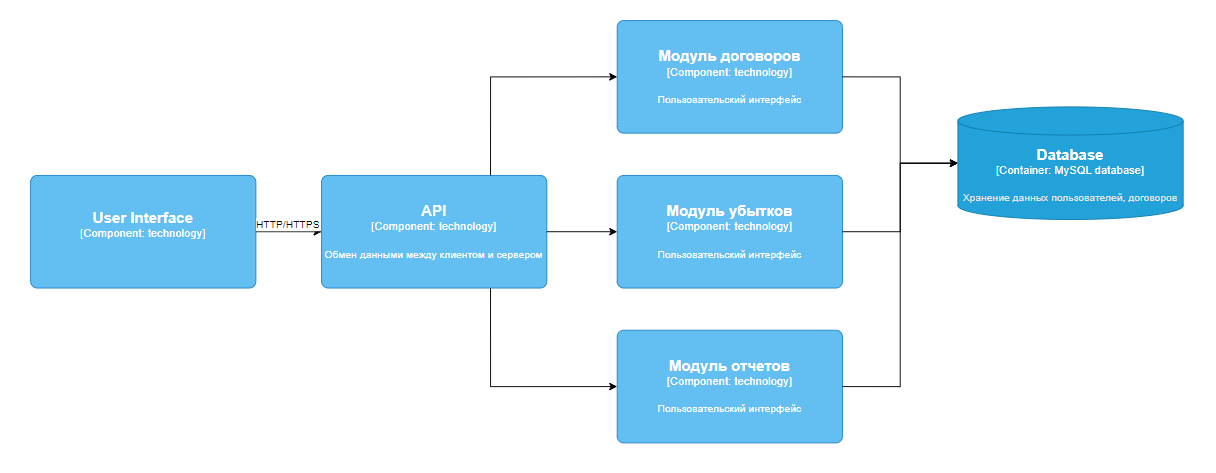 User Interface
[Component: technology]
HTTP/HTTPS
API
[Component: technology]
Обмен данными между клиентом и сервером
Модуль договоров
[Component: technology]
Пользовательский интерфейс
Модуль убытков
[Component: technology]
Пользовательский интерфейс
Модуль отчетов
[Component: technology]
Пользовательский интерфейс
Database
[Container: MySQL database]
Хранение данных пользователей, договоров